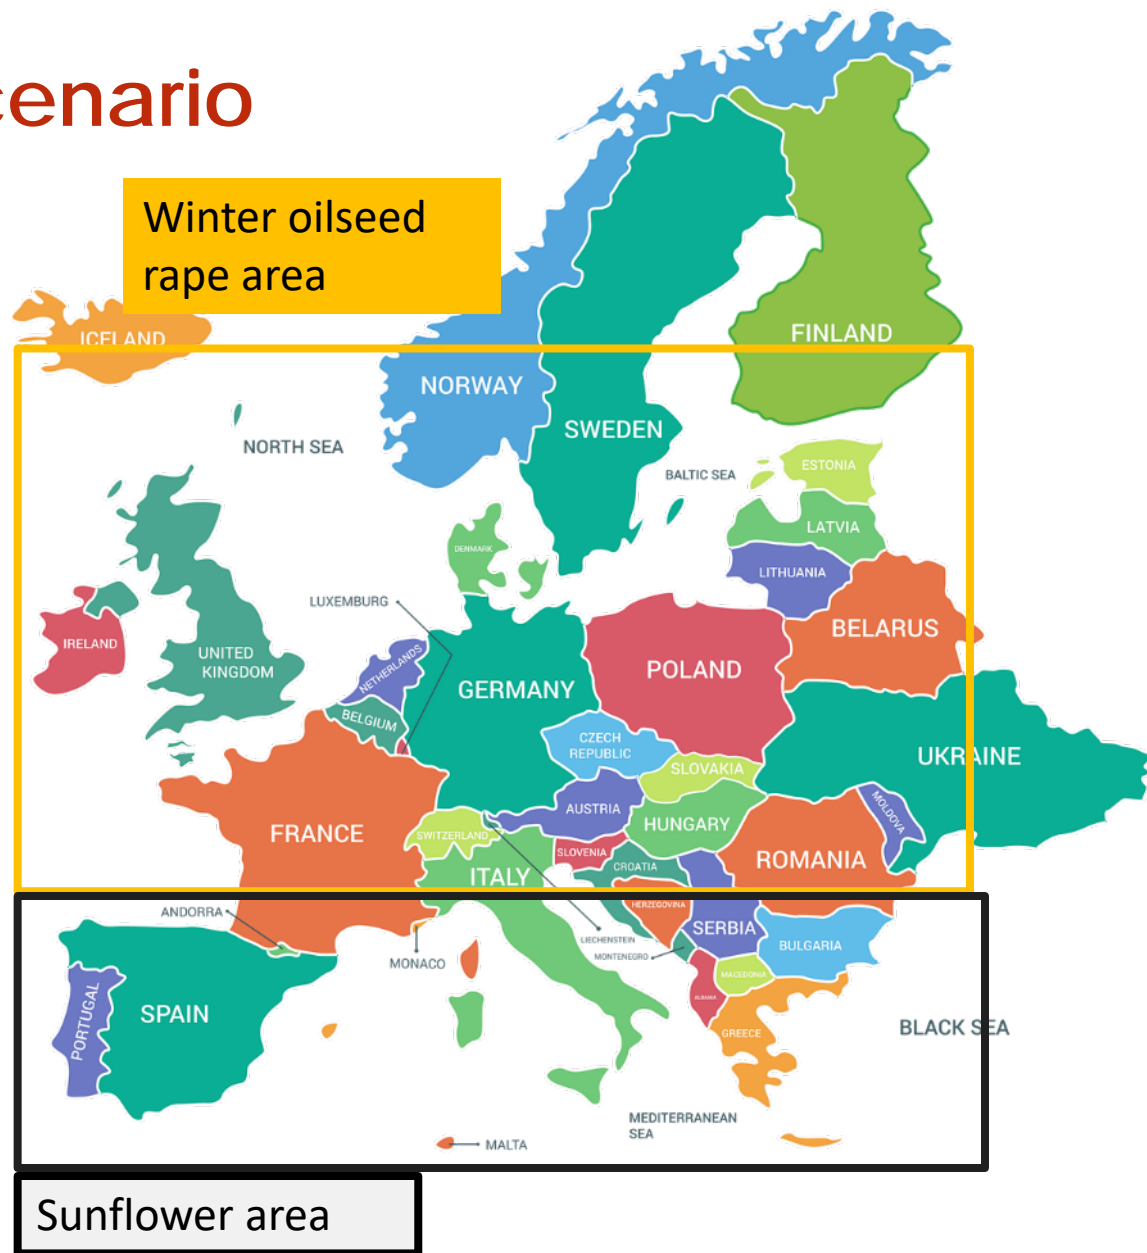 cenario
Winter oilseed
rape area
ICELAND
FINLAND
NORWAY
SWEDEN
NORTH SEA
ESTONIA
BALTIC SEA
LATVIA
DENMARK
LITHUANIA
LUXEMBURG
BELARUS
IRELAND
UNITED
KINGDOM
NETHERLANDS
POLAND
GERMANY
BELGIUM
CZECH
REPUBLIC
UKRAINE
SLOVAKIA
AUSTRIA
MOLDOVA
HUNGARY
FRANCE
SWITZERLAND
SLOVENIA
ROMANIA
CROATIA
ITALY
HERZEGOVINA
ANDORRA
SERBIA
LIECHENSTEIN
BULGARIA
MONTENEGRO
MONACO
MACEDONIA
ALBANIA
SPAIN
PORTUGAL
BLACK SEA
GREECE
MEDITERRANEAN
SEA
MALTA
Sunflower area